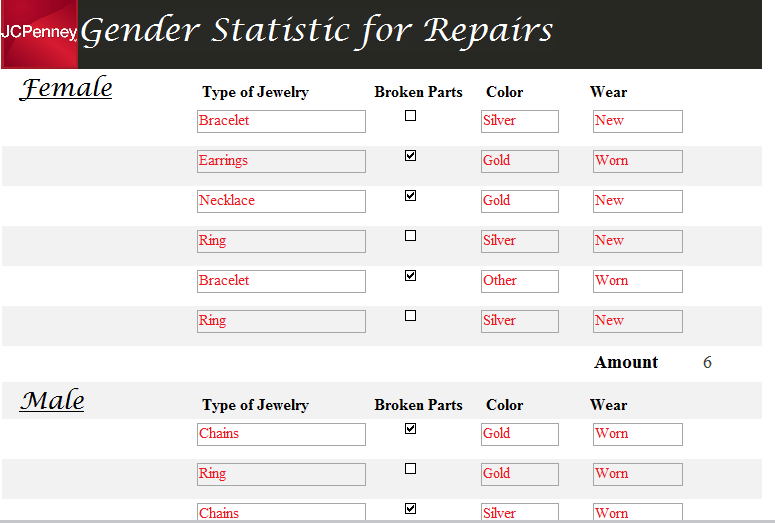 JCPenney Gender Statistic for Repairs
Female Type of Jewelry Broken Parts Color Wear
Bracelet Silver New
Earrings Gold Worn
Necklace Gold New
Ring Silver New
Bracelet Other Worn
Ring Silver New
Amount 6
Male Type of Jewelry Broken Parts Color Wear
Chains Gold Worn
Ring Gold Worn
Chains Silver Worn